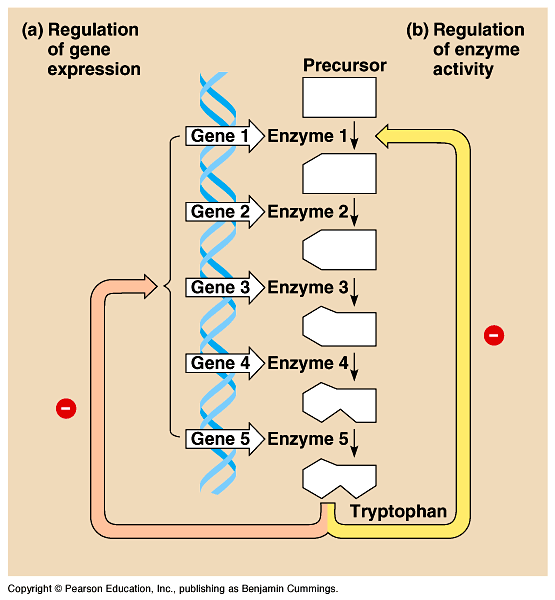 (a) Regulation
of gene
expression
(b) Regulation
of enzyme
activity
Precursor
Gene 1 Enzyme 1
Gene 2 Enzyme 2
Gene 3 Enzyme 3
Gene 4 Enzyme 4
Gene 5 Enzyme 5
Tryptophan
Copyright © Pearson Education, Inc., publishing as Benjamin Cummings.